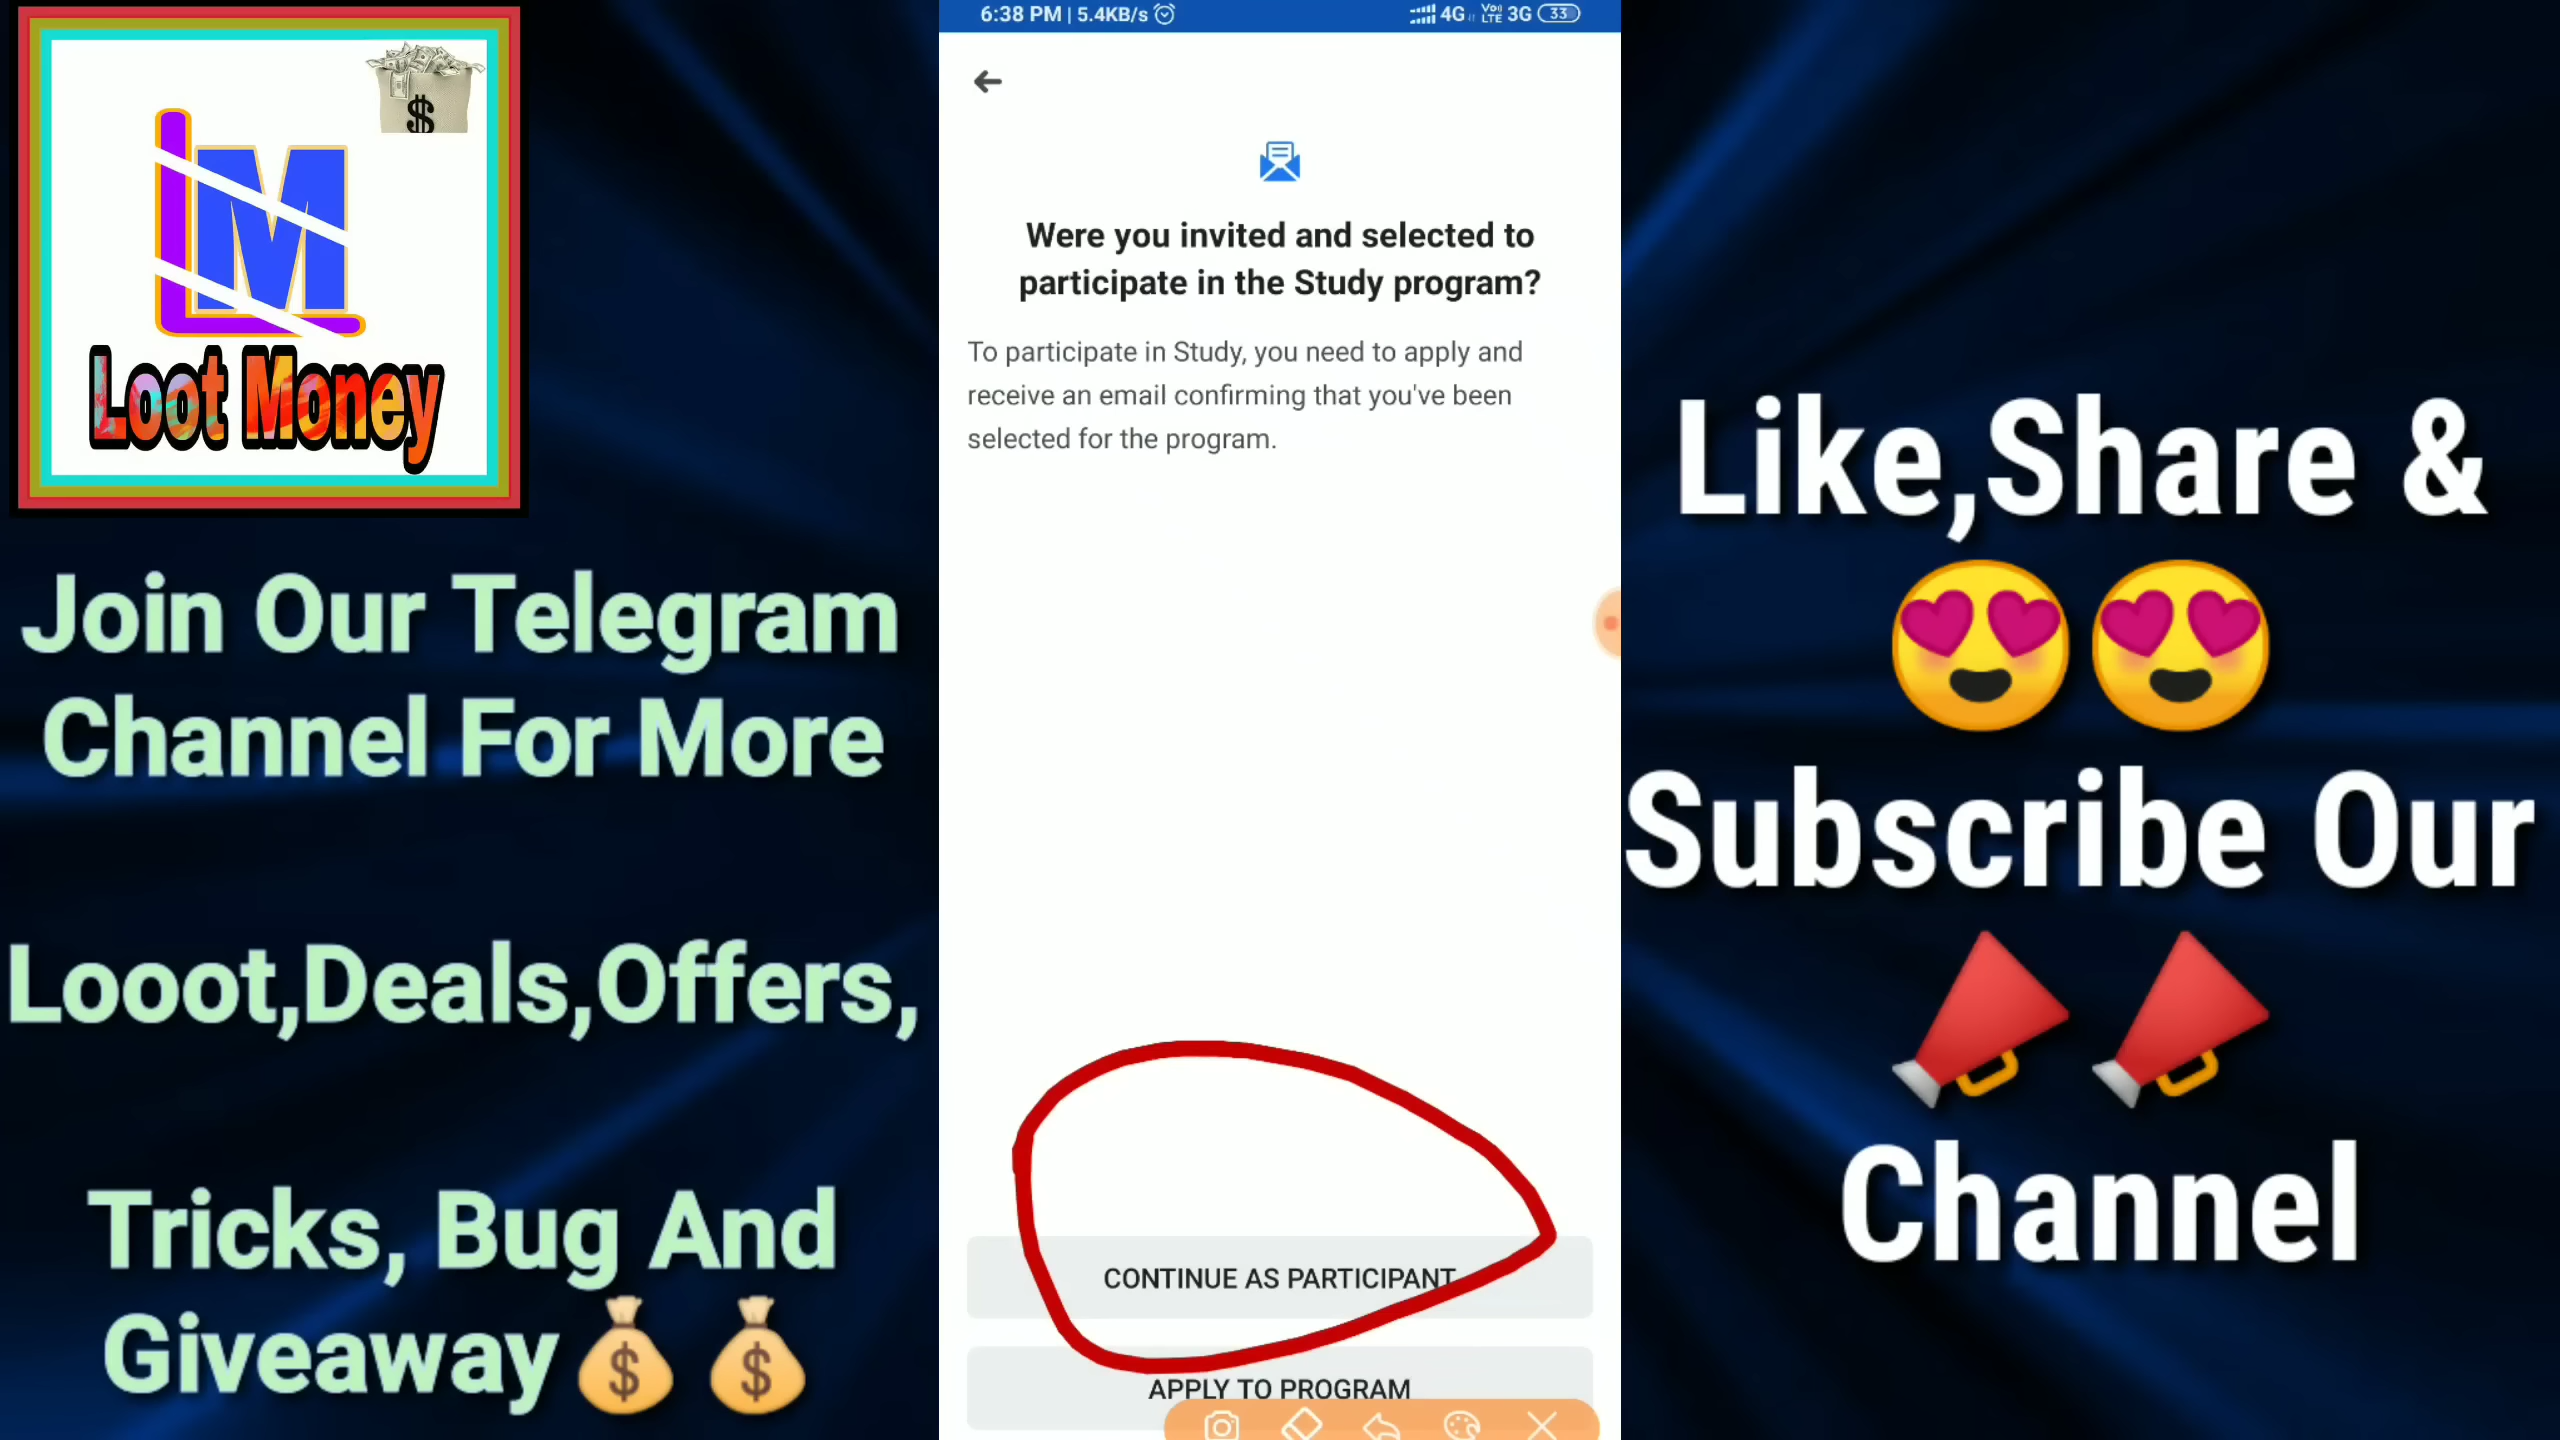 LM
Loot Money
$
Join Our Telegram
Channel For More
Looot,Deals,Offers,
Tricks, Bug And
Giveaway
$ $
6:38 PM | 5.4KB/s
4G Vo) LTE 3G 33
Were you invited and selected to
participate in the Study program?
To participate in Study, you need to apply and
receive an email confirming that you've been
selected for the program.
CONTINUE AS PARTICIPANT
APPLY TO PROGRAM
Like,Share &
Subscribe Our
Channel